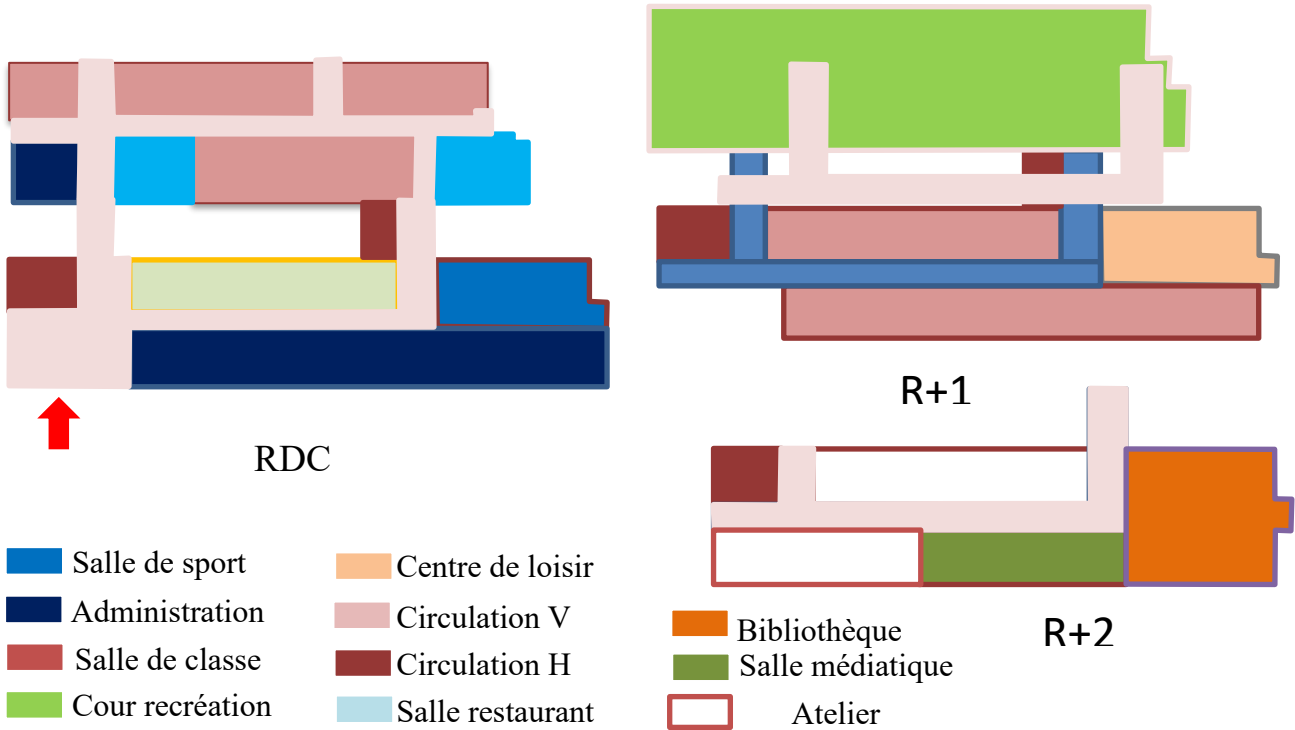 RDC
R+1
R+2
Salle de sport
Administration
Salle de classe
Cour recréation
Centre de loisir
Circulation V
Circulation H
Salle restaurant
Bibliothèque
Salle médiatique
Atelier